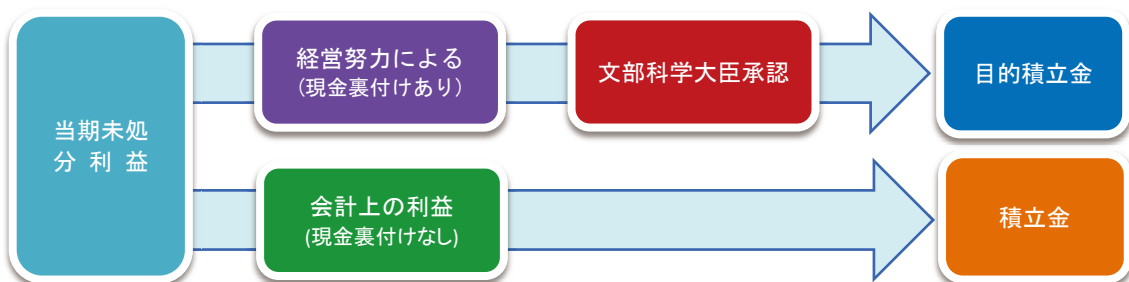 当期未処
分 利 益
経営努力による
(現金裏付けあり)
文部科学大臣承認
目的積立金
会計上の利益
(現金裏付けなし)
積立金